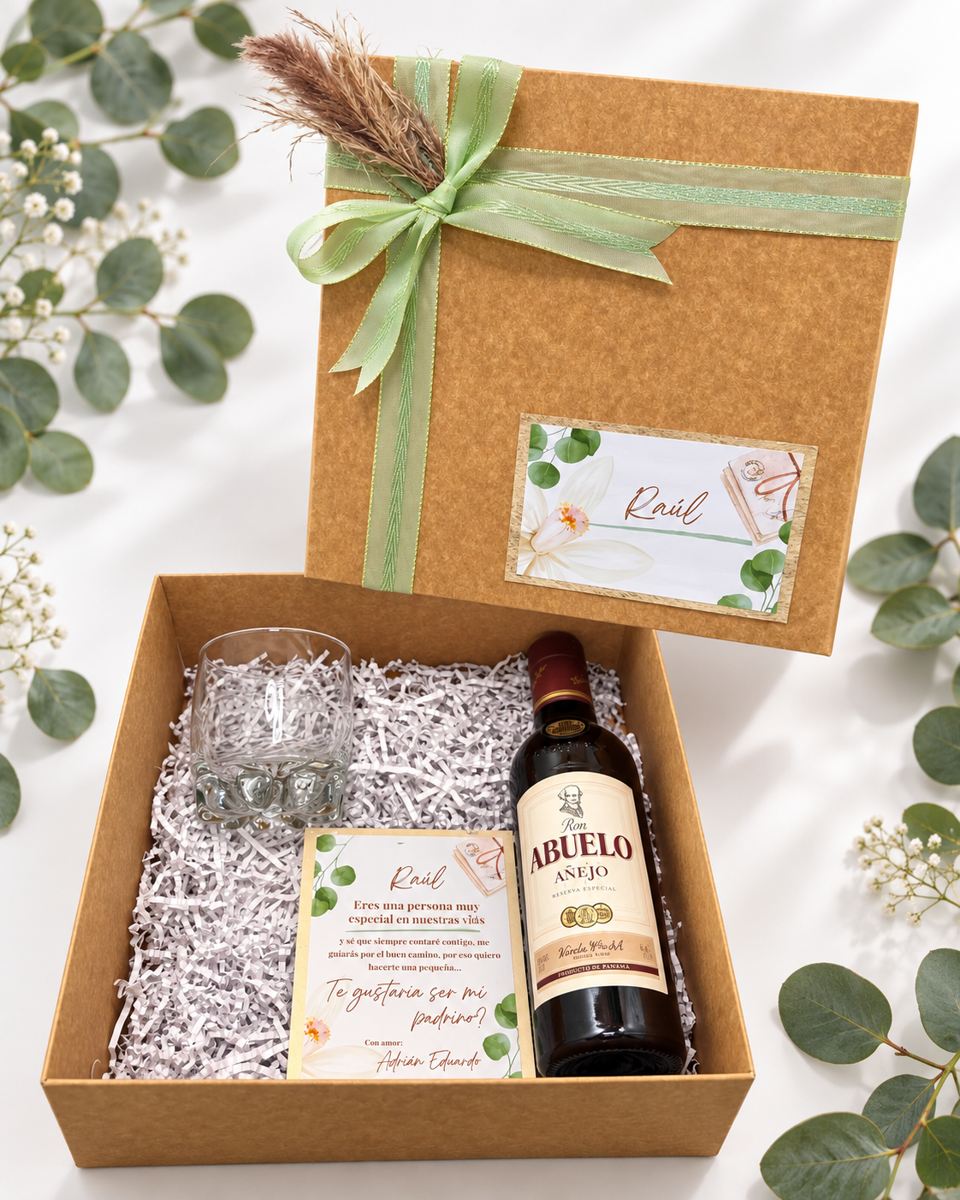 Raúl
Raúl
Eres una persona muy
especial en nuestras vidas
y sé que siempre contaré contigo, me
guiarás por el buen camino, por eso quiero
hacerte una pequeña...
Te gustaria ser mi
padrino?
Con amor:
Adrián Eduardo
Ron
ABUELO
AÑEJO
RESERVA ESPECIAL
PRODUCTO DE PANAMA